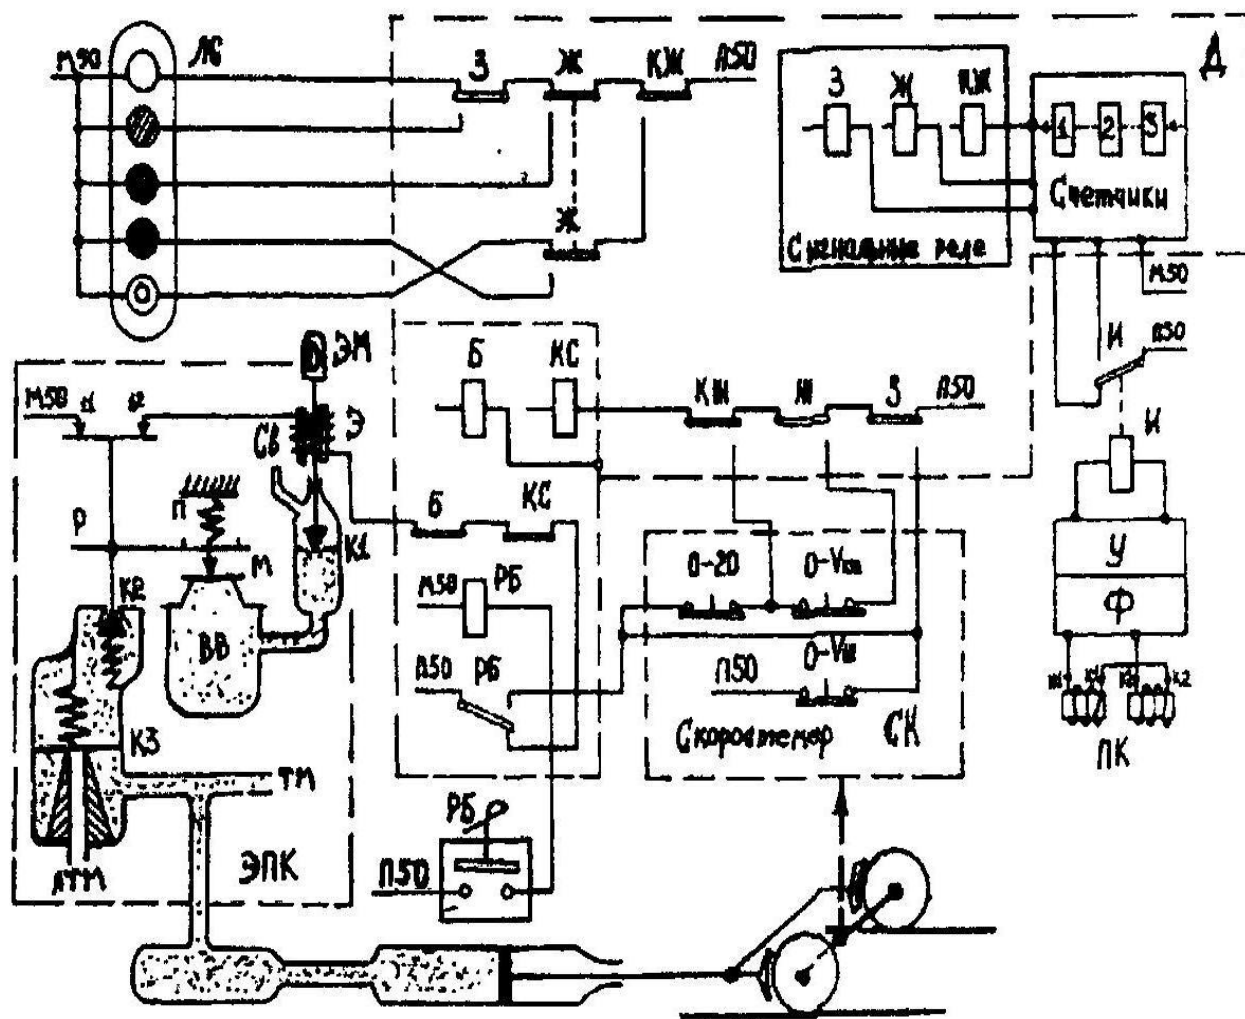 М50
ЛС
З
Ж
КЖ
П50
Д
З
Ж
КЖ
1
2
3
Счетчики
Ж
Сигнальные реле
М50
И
П50
ЭМ
Б
КС
М50
Э
КЖ
Ж
З
П50
Св
И
Р
П
Б
КС
К1
М
К2
М50
РБ
0-20
У
Ф
ВВ
П50
РБ
П50
К3
Скоростемер
СК
ПК
ТМ
АТМ
ЭПК
РБ
П50